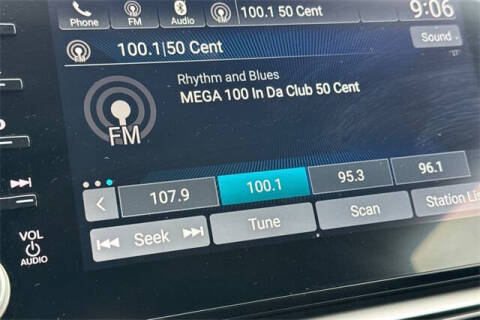 Phone FM Audio 100.1 50 Cent 9:06
FM 100.1|50 Cent Sound
Rhythm and Blues
MEGA 100 In Da Club 50 Cent
FM
107.9 100.1 95.3 96.1
Seek Tune Scan Station Lis
VOL
AUDIO